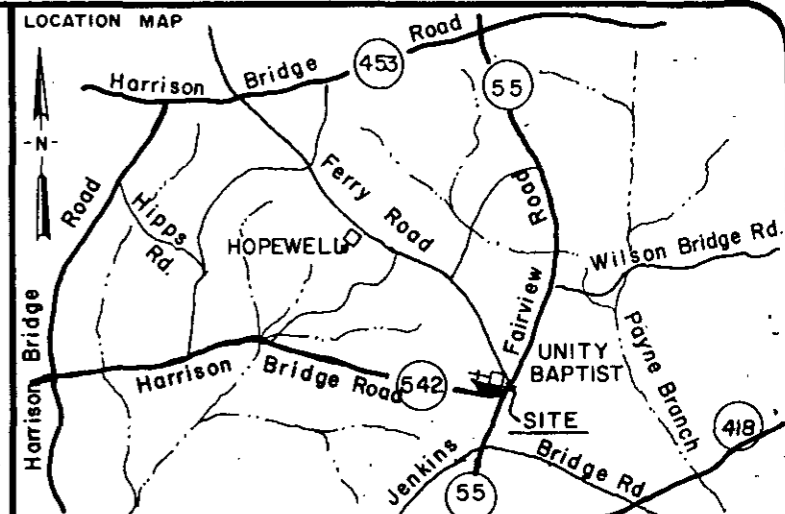 LOCATION MAP
Harrison Bridge 453 Road
55
-N-
Harrison Bridge Road
Hipps Rd.
HOPEWELL
Ferry Road
Fairview Road
Wilson Bridge Rd.
Harrison Bridge Road 542
UNITY
BAPTIST
SITE
Payne Branch
418
Jenkins Bridge Rd
55